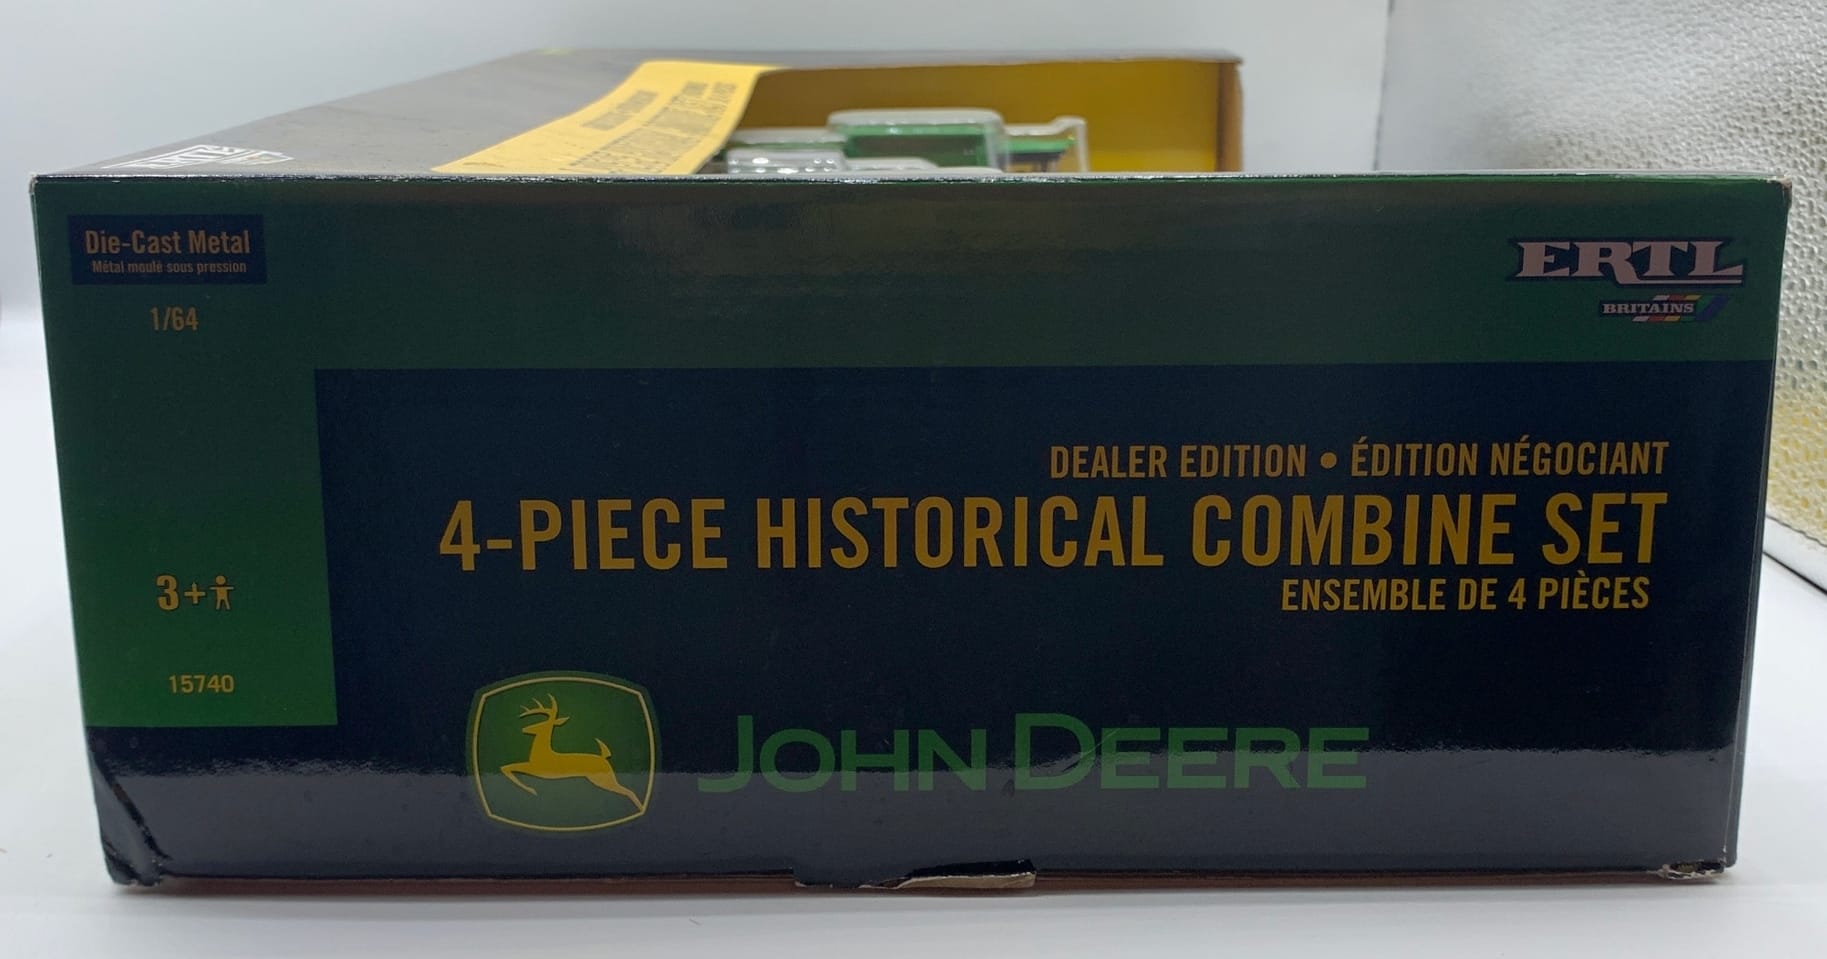 Die-Cast Metal
Métal moulé sous pression
1/64
ERTL
BRITAINS
DEALER EDITION • ÉDITION NÉGOCIANT
4-PIECE HISTORICAL COMBINE SET
ENSEMBLE DE 4 PIÈCES
3+
15740
JOHN DEERE